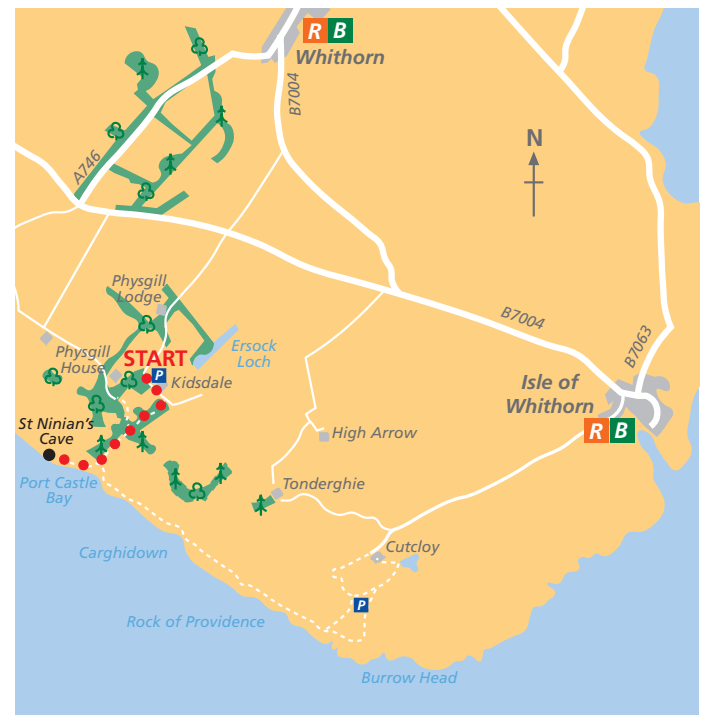 R B
Whithorn
B7004
A746
N
Physgill
Lodge
B7004
B7063
Physgill
House
START
P
Ersock
Loch
Kidsdale
Isle of
Whithorn
R B
St Ninian's
Cave
High Arrow
Port Castle
Bay
Tonderghie
Carghidown
Cutcloy
P
Rock of Providence
Burrow Head